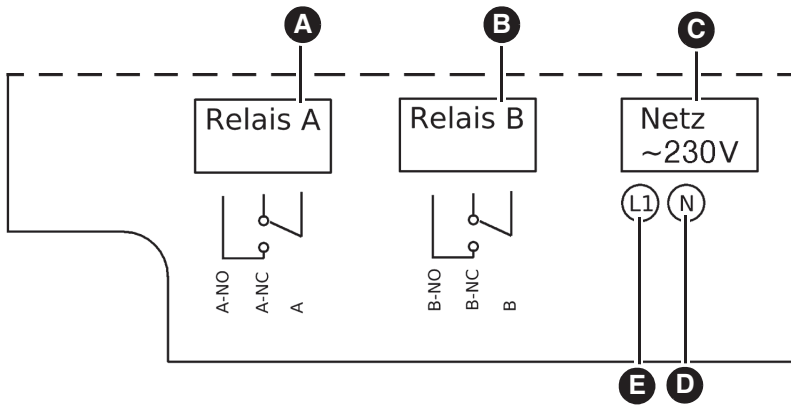 A
B
C
Relais A
Relais B
Netz
~230V
L1
N
A-NO
A-NC
A
B-NO
B-NC
B
E
D